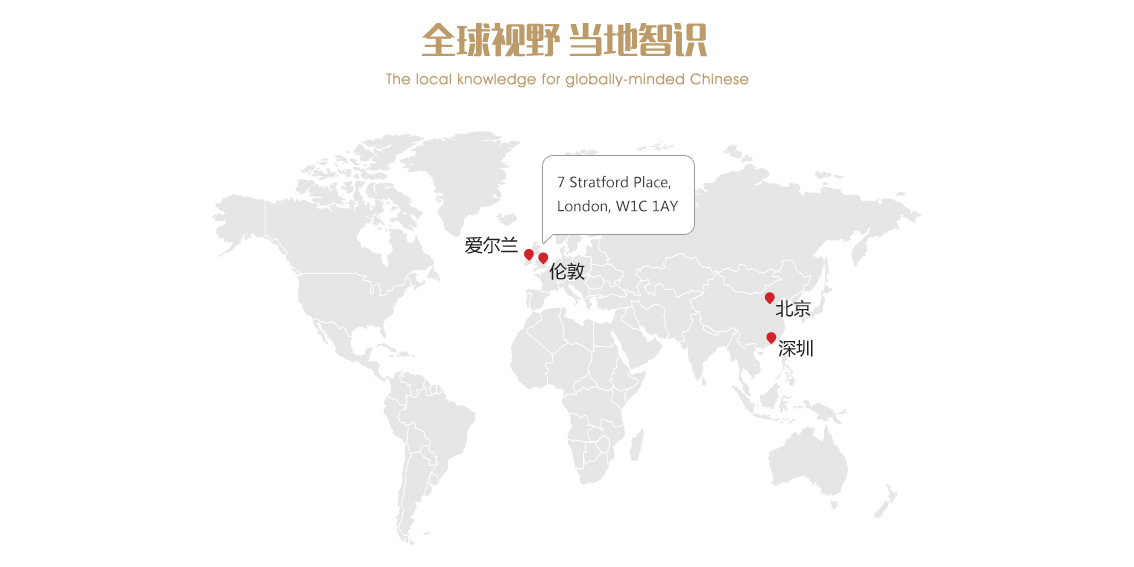 全球视野 当地智识
The local knowledge for globally-minded Chinese
7 Stratford Place,
London, W1C 1AY
爱尔兰
伦敦
北京
深圳